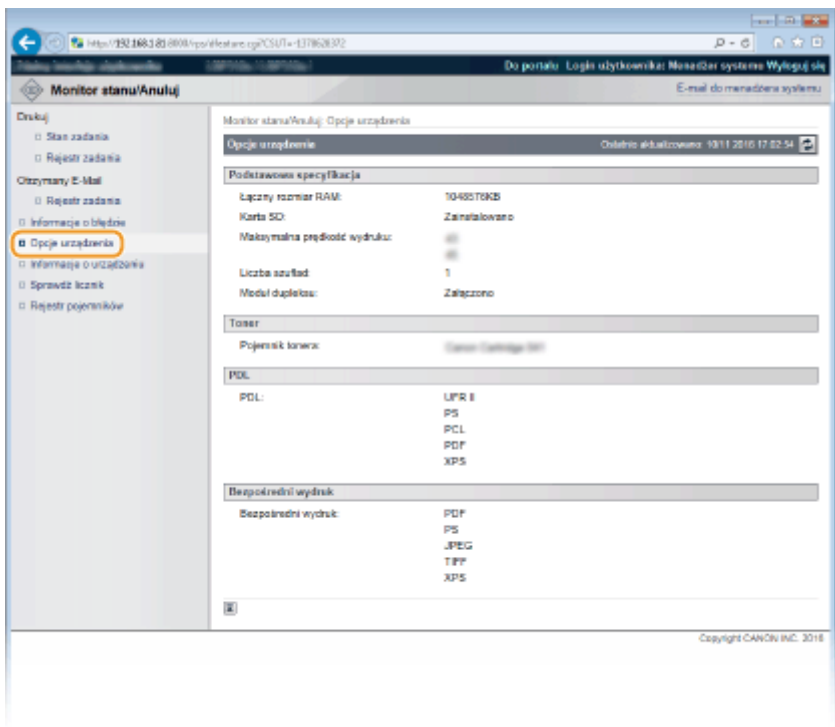 Do portalu Login użytkownika: Menedżer systemu Wyloguj się
Monitor stanu/Anuluj
E-mail do menedżera systemu
Drukuj
Stan zadania
Rejestr zadania
Otrzymany E-Mail
Rejestr zadania
Informacje o błędzie
Opcje urządzenia
Informacje o urządzeniu
Sprawdź licznik
Rejestr pojemników
Monitor stanu/Anuluj: Opcje urządzenia
Opcje urządzenia
Ostatnio aktualizowano: 10/11 2016 17:02:54
Podstawowa specyfikacja
Łączny rozmiar RAM: 1048576KB
Karta SD: Zainstalowano
Maksymalna prędkość wydruku:
Liczba szuflad: 1
Moduł dupleksu: Załączono
Toner
Pojemnik tonera:
PDL
PDL: UFR II
PS
PCL
PDF
XPS
Bezpośredni wydruk
Bezpośredni wydruk: PDF
PS
JPEG
TIFF
XPS
Copyright CANON INC. 2016